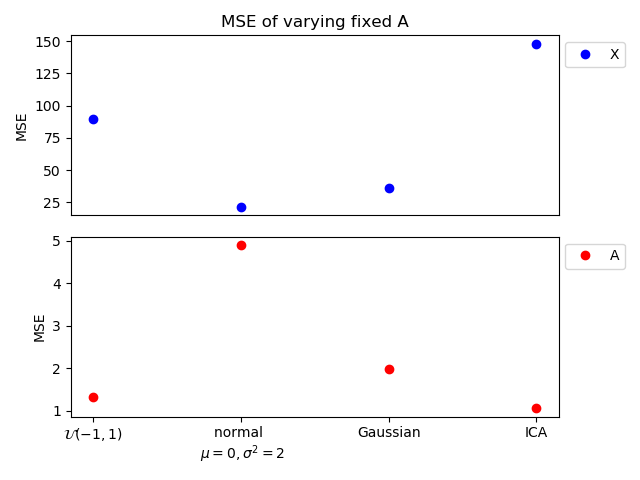 MSE of varying fixed A
150
125
100
75
50
25
MSE
X
5
4
3
2
1
MSE
A
𝒰(−1, 1)
normal
μ = 0, σ² = 2
Gaussian
ICA